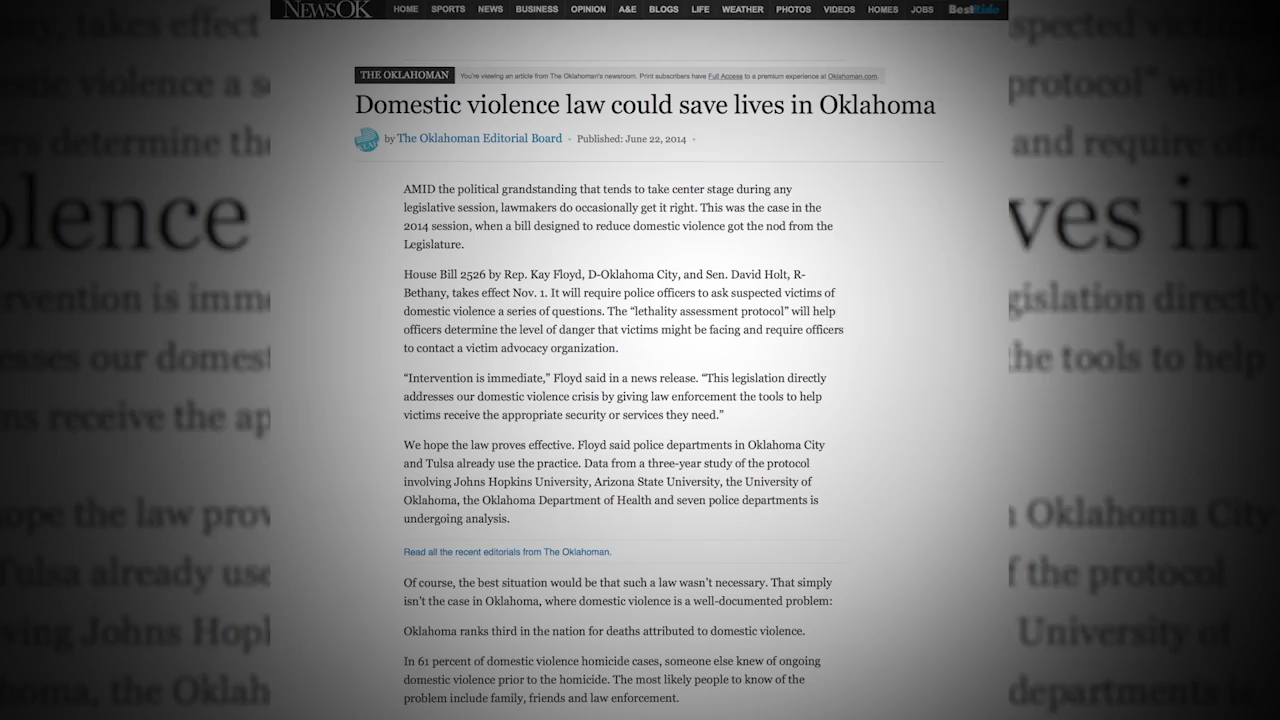 NEWSOK HOME SPORTS NEWS BUSINESS OPINION A&E BLOGS LIFE WEATHER PHOTOS VIDEOS HOMES JOBS BestRide
THE OKLAHOMAN You're viewing an article from The Oklahoman's newsroom. Print subscribers have Full Access to a premium experience at Oklahoman.com.
Domestic violence law could save lives in Oklahoma
by The Oklahoman Editorial Board • Published: June 22, 2014 •
AMID the political grandstanding that tends to take center stage during any
legislative session, lawmakers do occasionally get it right. This was the case in the
2014 session, when a bill designed to reduce domestic violence got the nod from the
Legislature.
House Bill 2526 by Rep. Kay Floyd, D-Oklahoma City, and Sen. David Holt, R-
Bethany, takes effect Nov. 1. It will require police officers to ask suspected victims of
domestic violence a series of questions. The “lethality assessment protocol” will help
officers determine the level of danger that victims might be facing and require officers
to contact a victim advocacy organization.
“Intervention is immediate,” Floyd said in a news release. “This legislation directly
addresses our domestic violence crisis by giving law enforcement the tools to help
victims receive the appropriate security or services they need.”
We hope the law proves effective. Floyd said police departments in Oklahoma City
and Tulsa already use the practice. Data from a three-year study of the protocol
involving Johns Hopkins University, Arizona State University, the University of
Oklahoma, the Oklahoma Department of Health and seven police departments is
undergoing analysis.
Read all the recent editorials from The Oklahoman.
Of course, the best situation would be that such a law wasn't necessary. That simply
isn't the case in Oklahoma, where domestic violence is a well-documented problem:
Oklahoma ranks third in the nation for deaths attributed to domestic violence.
In 61 percent of domestic violence homicide cases, someone else knew of ongoing
domestic violence prior to the homicide. The most likely people to know of the
problem include family, friends and law enforcement.